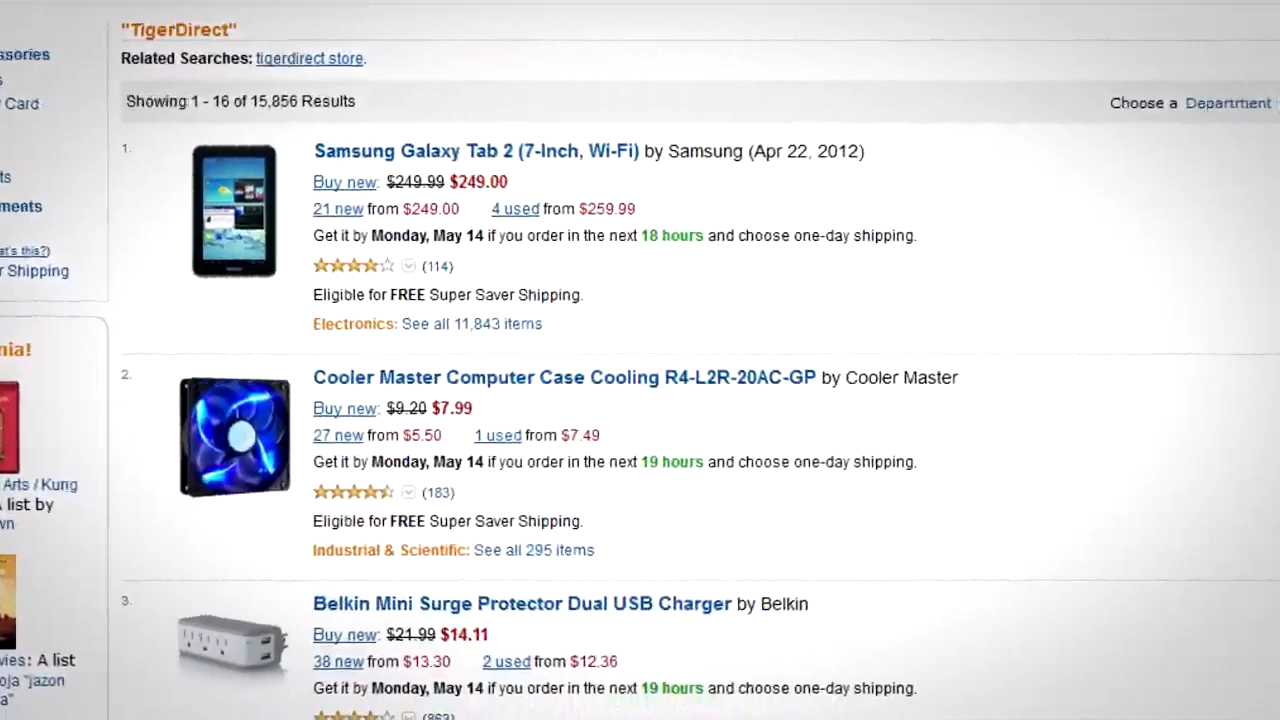 "TigerDirect"
Related Searches: tigerdirect store.
Showing 1 - 16 of 15,856 Results
Choose a Department
ssories
s
Card
ts
ments
at's this?)
r Shipping
1.
Samsung Galaxy Tab 2 (7-Inch, Wi-Fi) by Samsung (Apr 22, 2012)
Buy new: $249.99 $249.00
21 new from $249.00 4 used from $259.99
Get it by Monday, May 14 if you order in the next 18 hours and choose one-day shipping.
(114)
Eligible for FREE Super Saver Shipping.
Electronics: See all 11,843 items
nia!
Arts / Kung
A list by
wn
vies: A list
oja "jazon
a"
2.
Cooler Master Computer Case Cooling R4-L2R-20AC-GP by Cooler Master
Buy new: $9.20 $7.99
27 new from $5.50 1 used from $7.49
Get it by Monday, May 14 if you order in the next 19 hours and choose one-day shipping.
(183)
Eligible for FREE Super Saver Shipping.
Industrial & Scientific: See all 295 items
3.
Belkin Mini Surge Protector Dual USB Charger by Belkin
Buy new: $21.99 $14.11
38 new from $13.30 2 used from $12.36
Get it by Monday, May 14 if you order in the next 19 hours and choose one-day shipping.
(863)